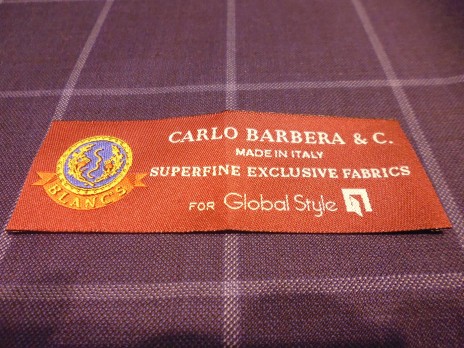 CARLO BARBERA & C.
MADE IN ITALY
SUPERFINE EXCLUSIVE FABRICS
FOR Global Style
BLANCS